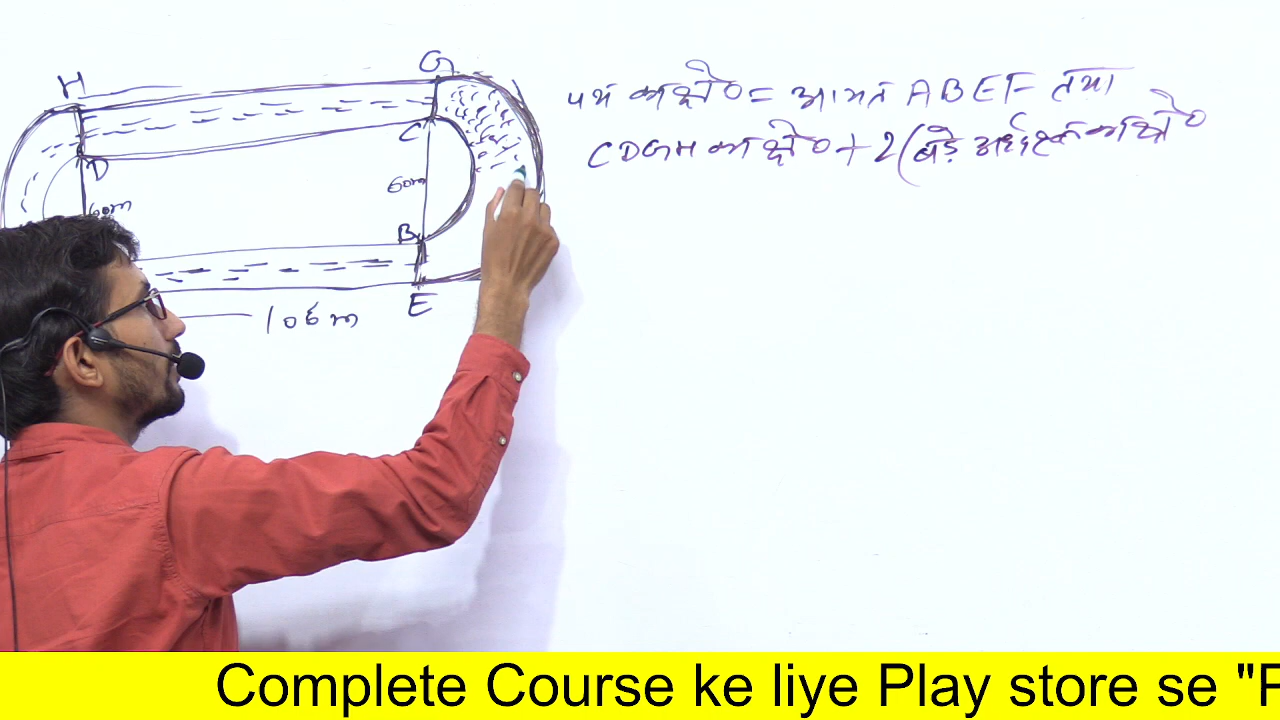 H
G
D
C
60m
60m
B
E
106m
पथ का क्षे० = आयत ABEF तथा
CDGH का क्षे० + 2(बड़े अर्धवृत्त का क्षे०
Complete Course ke liye Play store se "P